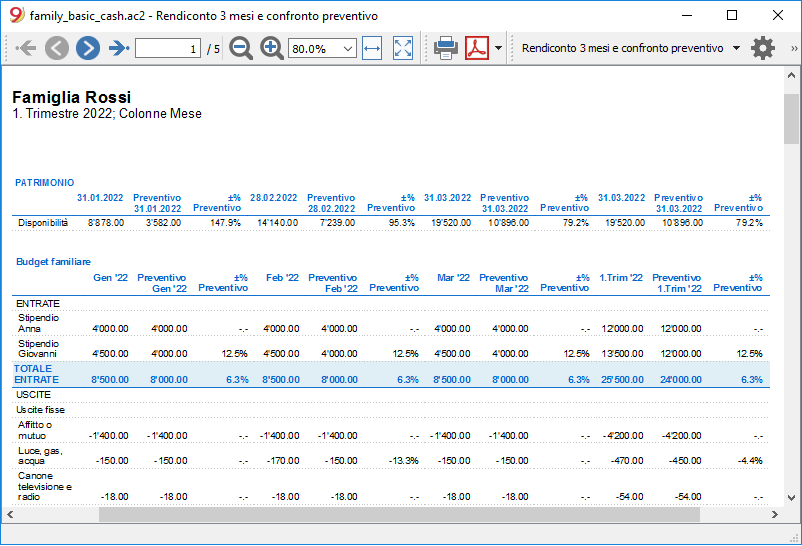 family_basic_cash.ac2 - Rendiconto 3 mesi e confronto preventivo
1 / 5 80.0% Rendiconto 3 mesi e confronto preventivo »
Famiglia Rossi
1. Trimestre 2022; Colonne Mese
PATRIMONIO
31.01.2022 Preventivo ±% 28.02.2022 Preventivo ±% 31.03.2022 Preventivo ±% 31.03.2022 Preventivo ±%
31.01.2022 Preventivo 28.02.2022 Preventivo 31.03.2022 Preventivo 31.03.2022 Preventivo
Disponibilità 8'878.00 3'582.00 147.9% 14'140.00 7'239.00 95.3% 19'520.00 10'896.00 79.2% 19'520.00 10'896.00 79.2%
Budget familiare
Gen '22 Preventivo ±% Feb '22 Preventivo ±% Mar '22 Preventivo ±% 1.Trim '22 Preventivo ±%
Gen '22 Preventivo Feb '22 Preventivo Mar '22 Preventivo 1.Trim '22 Preventivo
ENTRATE
Stipendio
Anna 4'000.00 4'000.00 -.- 4'000.00 4'000.00 -.- 4'000.00 4'000.00 -.- 12'000.00 12'000.00 -.-
Stipendio
Giovanni 4'500.00 4'000.00 12.5% 4'500.00 4'000.00 12.5% 4'500.00 4'000.00 12.5% 13'500.00 12'000.00 12.5%
TOTALE
ENTRATE 8'500.00 8'000.00 6.3% 8'500.00 8'000.00 6.3% 8'500.00 8'000.00 6.3% 25'500.00 24'000.00 6.3%
USCITE
Uscite fisse
Affitto o
mutuo -1'400.00 -1'400.00 -.- -1'400.00 -1'400.00 -.- -1'400.00 -1'400.00 -.- -4'200.00 -4'200.00 -.-
Luce, gas,
acqua -150.00 -150.00 -.- -170.00 -150.00 -13.3% -150.00 -150.00 -.- -470.00 -450.00 -4.4%
Canone
televisione e
radio -18.00 -18.00 -.- -18.00 -18.00 -.- -18.00 -18.00 -.- -54.00 -54.00 -.-